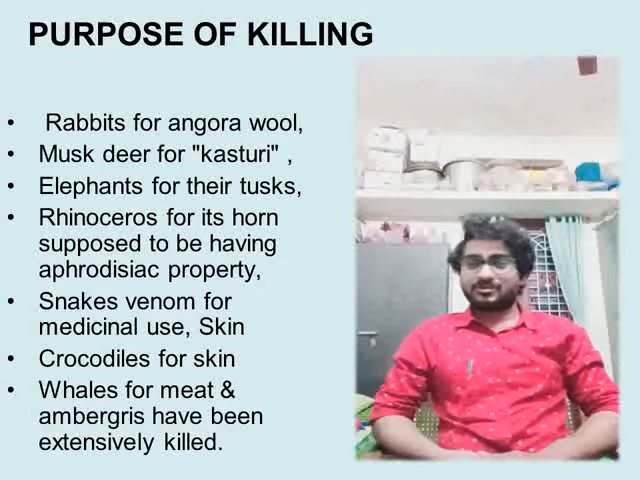 PURPOSE OF KILLING
• Rabbits for angora wool,
• Musk deer for "kasturi" ,
• Elephants for their tusks,
• Rhinoceros for its horn
supposed to be having
aphrodisiac property,
• Snakes venom for
medicinal use, Skin
• Crocodiles for skin
• Whales for meat &
ambergris have been
extensively killed.